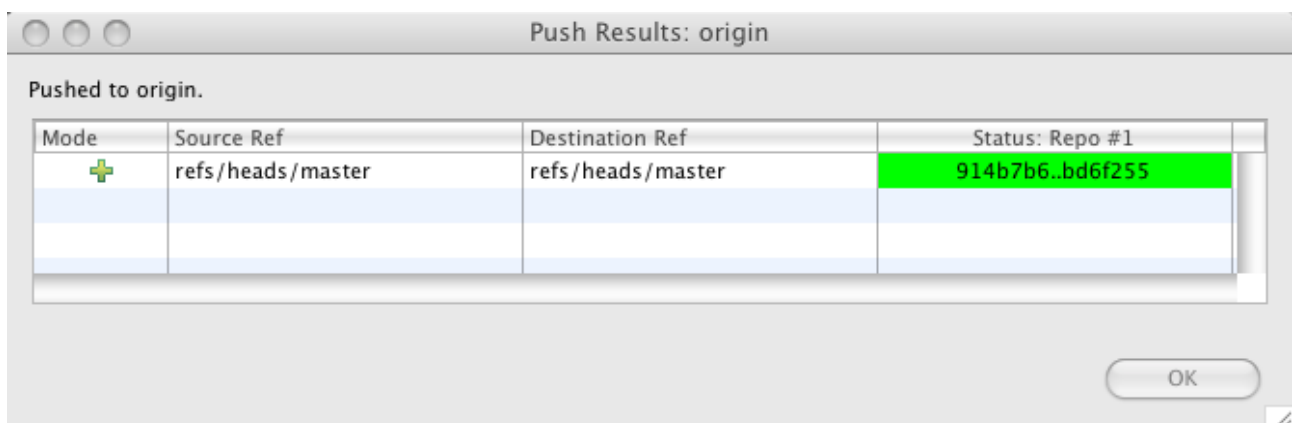 Push Results: origin
Pushed to origin.
Mode Source Ref Destination Ref Status: Repo #1
refs/heads/master refs/heads/master 914b7b6..bd6f255
OK